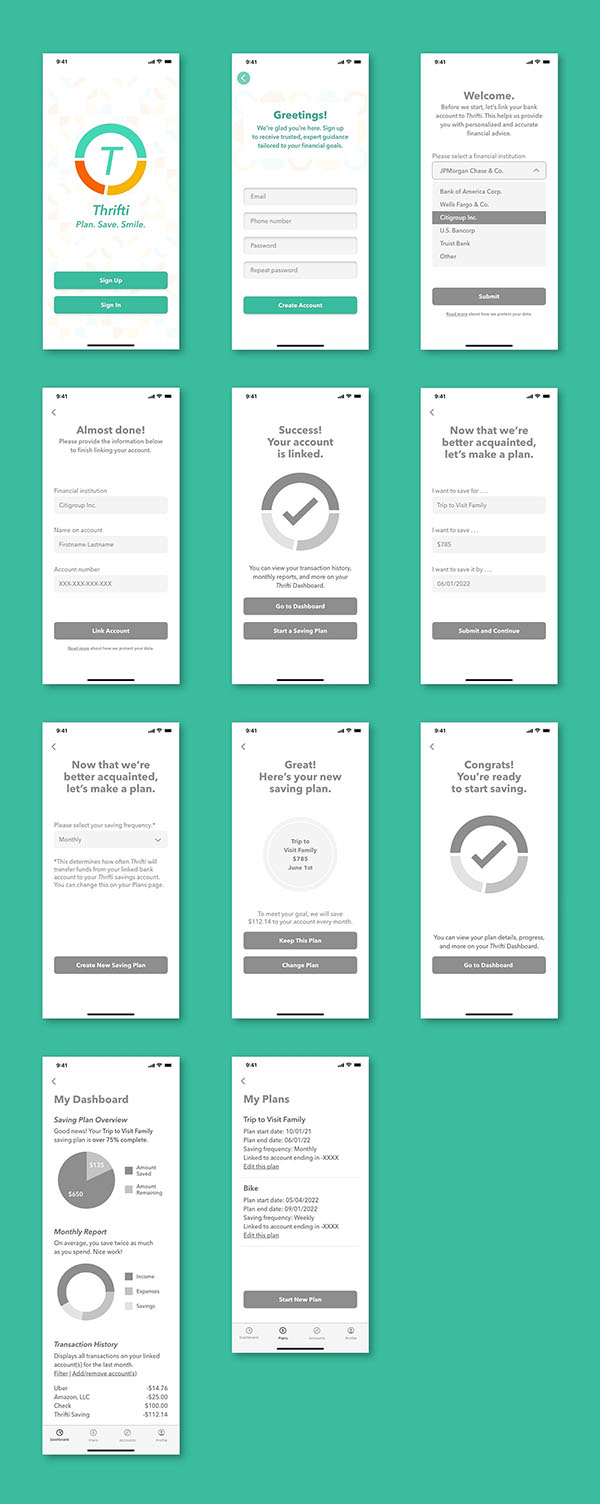 9:41
T
Thrifti
Plan. Save. Smile.
Sign Up
Sign In
9:41
Greetings!
We're glad you're here. Sign up
to receive trusted, expert guidance
tailored to your financial goals.
Email
Phone number
Password
Repeat password
Create Account
9:41
Welcome.
Before we start, let's link your bank
account to Thrifti. This helps us provide
you with personalized and accurate
financial advice.
Please select a financial institution
JPMorgan Chase & Co.
Bank of America Corp.
Wells Fargo & Co.
Citigroup Inc.
U.S. Bancorp
Truist Bank
Other
Submit
Read more about how we protect your data.
9:41
Almost done!
Please provide the information below
to finish linking your account.
Financial institution
Citigroup Inc.
Name on account
Firstname Lastname
Account number
XXX-XXX-XXX-XXX
Link Account
Read more about how we protect your data.
9:41
Success!
Your account
is linked.
You can view your transaction history,
monthly reports, and more on your
Thrifti Dashboard.
Go to Dashboard
Start a Saving Plan
9:41
Now that we're
better acquainted,
let's make a plan.
I want to save for . . .
Trip to Visit Family
I want to save . . .
$785
I want to save it by . . .
06/01/2022
Submit and Continue
9:41
Now that we're
better acquainted,
let's make a plan.
Please select your saving frequency.*
Monthly
*This determines how often Thrifti will
transfer funds from your linked bank
account to your Thrifti savings account.
You can change this on your Plans page.
Create New Saving Plan
9:41
Great!
Here's your new
saving plan.
Trip to
Visit Family
$785
June 1st
To meet your goal, we will save
$112.14 to your account every month.
Keep This Plan
Change Plan
9:41
Congrats!
You're ready
to start saving.
You can view your plan details, progress,
and more on your Thrifti Dashboard.
Go to Dashboard
9:41
My Dashboard
Saving Plan Overview
Good news! Your Trip to Visit Family
saving plan is over 75% complete.
$135
$650
Amount
Saved
Amount
Remaining
Monthly Report
On average, you save twice as much
as you spend. Nice work!
Income
Expenses
Savings
Transaction History
Displays all transactions on your linked
account(s) for the last month.
Filter | Add/remove account(s)
Uber -$14.76
Amazon, LLC -$25.00
Check $100.00
Thrifti Saving -$112.14
Dashboard Plans Accounts Profile
9:41
My Plans
Trip to Visit Family
Plan start date: 10/01/21
Plan end date: 06/01/22
Saving frequency: Monthly
Linked to account ending in -XXXX
Edit this plan
Bike
Plan start date: 05/04/2022
Plan end date: 09/01/2022
Saving frequency: Weekly
Linked to account ending in -XXXX
Edit this plan
Start New Plan
Dashboard Plans Accounts Profile